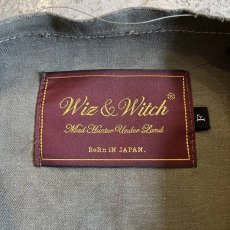 Wiz & Witch®
Mad Hunter Under Land
BoRn iN JAPAN.
F